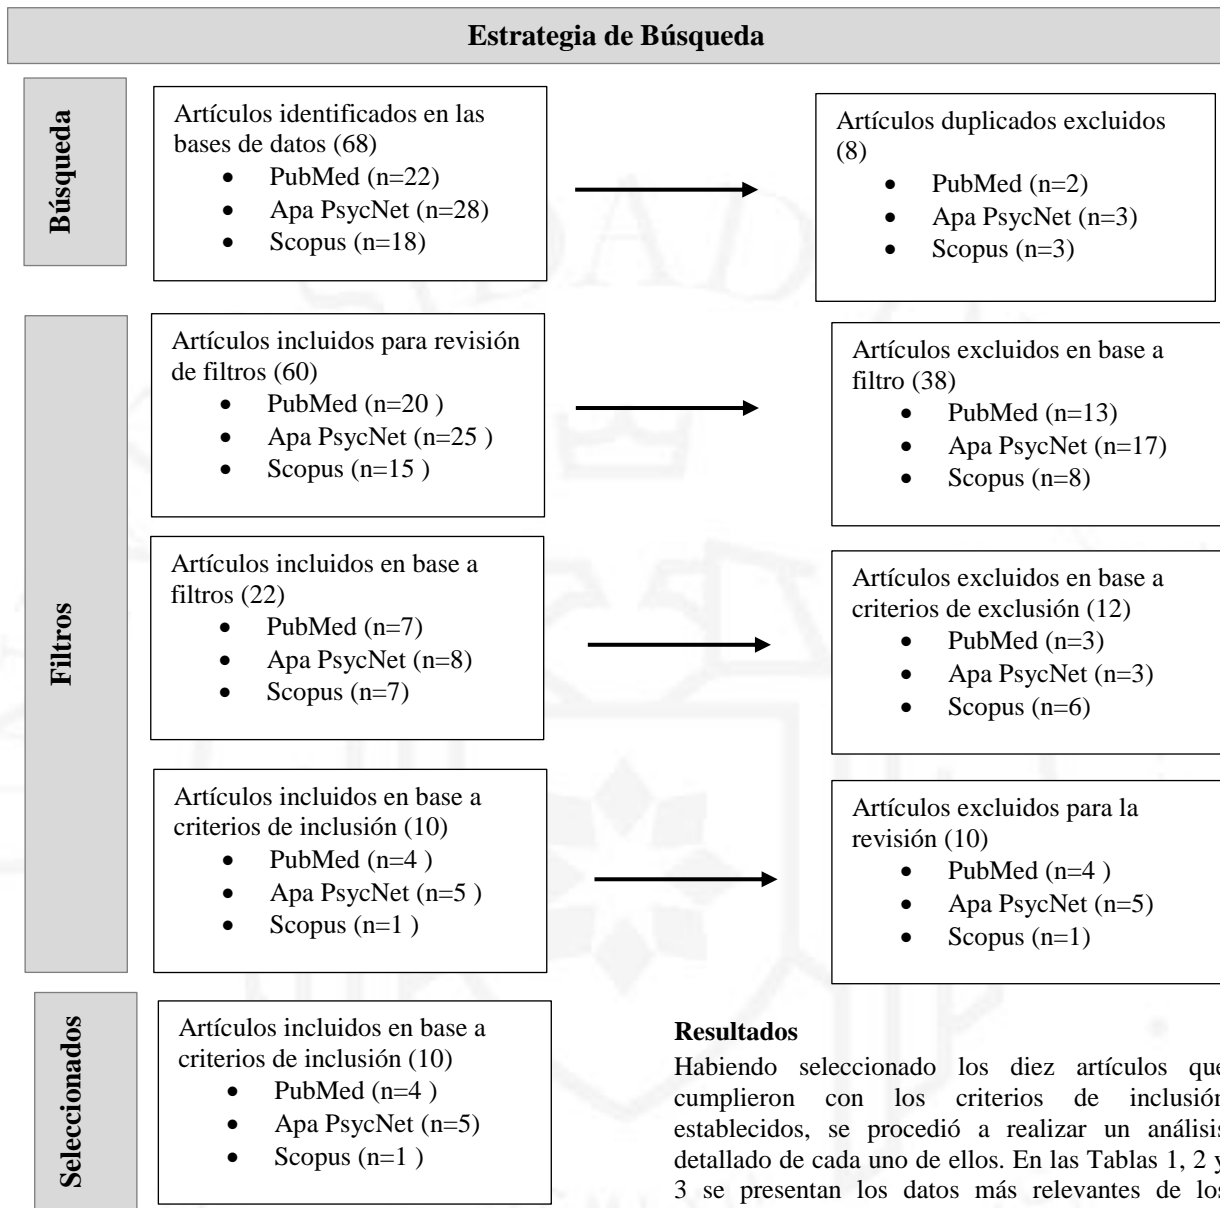 Estrategia de Búsqueda
Búsqueda
Artículos identificados en las
bases de datos (68)
• PubMed (n=22)
• Apa PsycNet (n=28)
• Scopus (n=18)
Artículos duplicados excluidos
(8)
• PubMed (n=2)
• Apa PsycNet (n=3)
• Scopus (n=3)
Filtros
Artículos incluidos para revisión
de filtros (60)
• PubMed (n=20 )
• Apa PsycNet (n=25 )
• Scopus (n=15 )
Artículos excluidos en base a
filtro (38)
• PubMed (n=13)
• Apa PsycNet (n=17)
• Scopus (n=8)
Artículos incluidos en base a
filtros (22)
• PubMed (n=7)
• Apa PsycNet (n=8)
• Scopus (n=7)
Artículos excluidos en base a
criterios de exclusión (12)
• PubMed (n=3)
• Apa PsycNet (n=3)
• Scopus (n=6)
Artículos incluidos en base a
criterios de inclusión (10)
• PubMed (n=4 )
• Apa PsycNet (n=5 )
• Scopus (n=1 )
Artículos excluidos para la
revisión (10)
• PubMed (n=4 )
• Apa PsycNet (n=5)
• Scopus (n=1)
Seleccionados
Artículos incluidos en base a
criterios de inclusión (10)
• PubMed (n=4 )
• Apa PsycNet (n=5)
• Scopus (n=1 )
Resultados
Habiendo seleccionado los diez artículos que
cumplieron con los criterios de inclusión
establecidos, se procedió a realizar un análisis
detallado de cada uno de ellos. En las Tablas 1, 2 y
3 se presentan los datos más relevantes de los